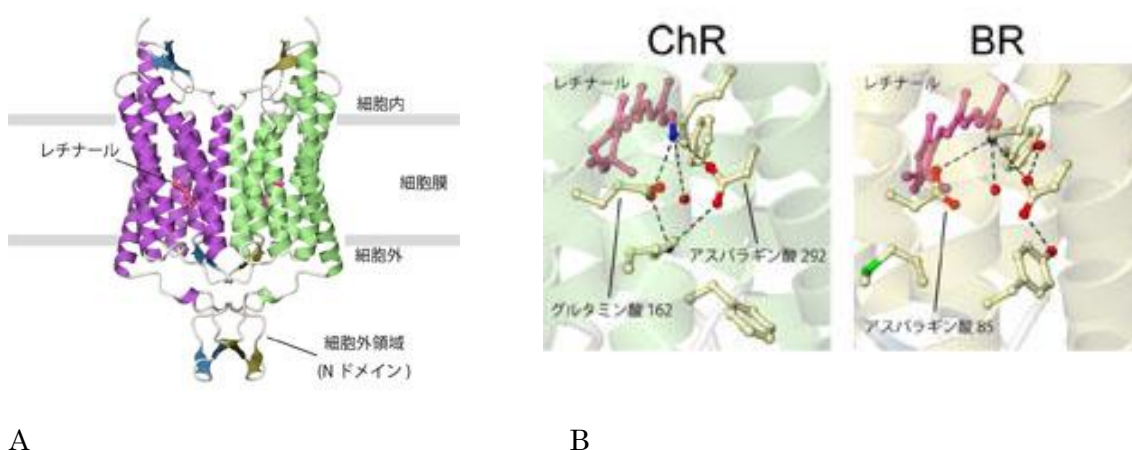 細胞内
レチナール
細胞膜
細胞外
細胞外領域
(N ドメイン)
A
ChR
レチナール
アスパラギン酸 292
グルタミン酸 162
BR
レチナール
アスパラギン酸 85
B